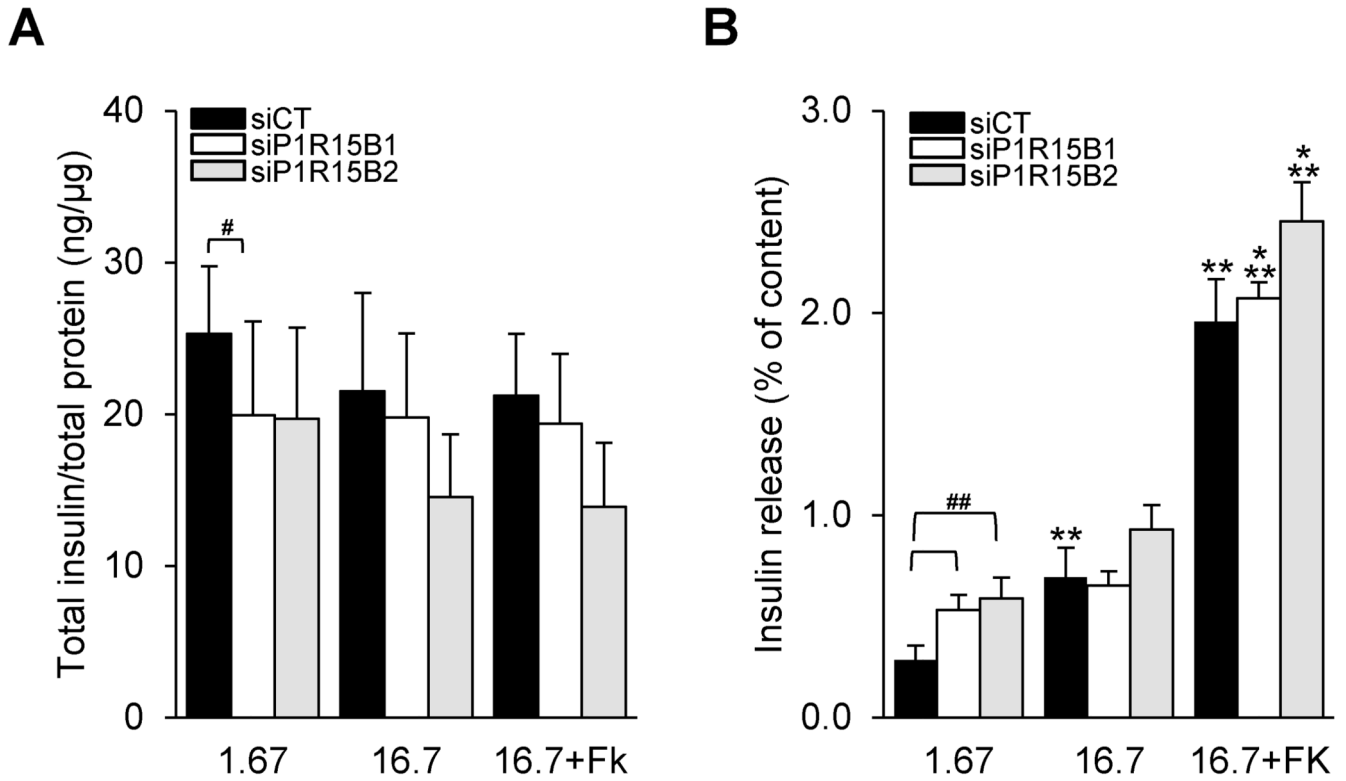 A
Total insulin/total protein (ng/µg)
40
30
20
10
0
siCT
siP1R15B1
siP1R15B2
#
1.67
16.7
16.7+Fk
B
Insulin release (% of content)
3.0
2.0
1.0
0.0
siCT
siP1R15B1
siP1R15B2
##
**
**
*
**
*
**
1.67
16.7
16.7+FK